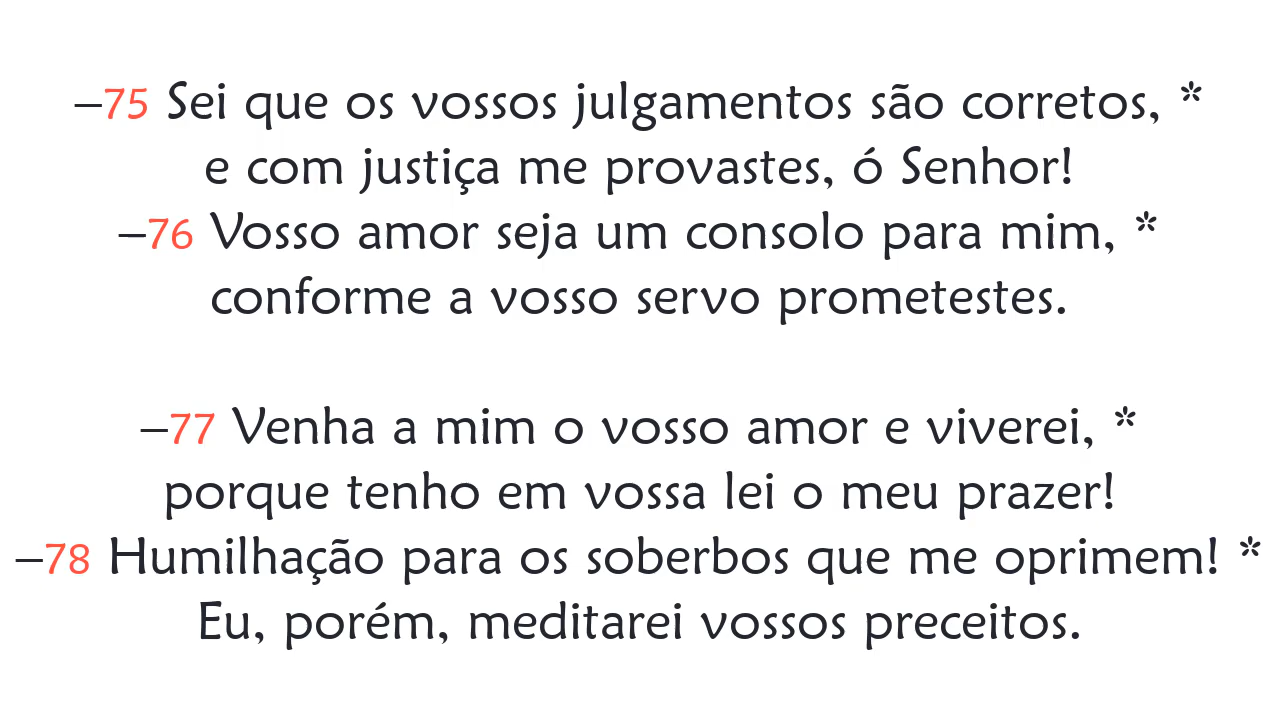 –75 Sei que os vossos julgamentos são corretos, *
e com justiça me provastes, ó Senhor!
–76 Vosso amor seja um consolo para mim, *
conforme a vosso servo prometestes.
–77 Venha a mim o vosso amor e viverei, *
porque tenho em vossa lei o meu prazer!
–78 Humilhação para os soberbos que me oprimem! *
Eu, porém, meditarei vossos preceitos.